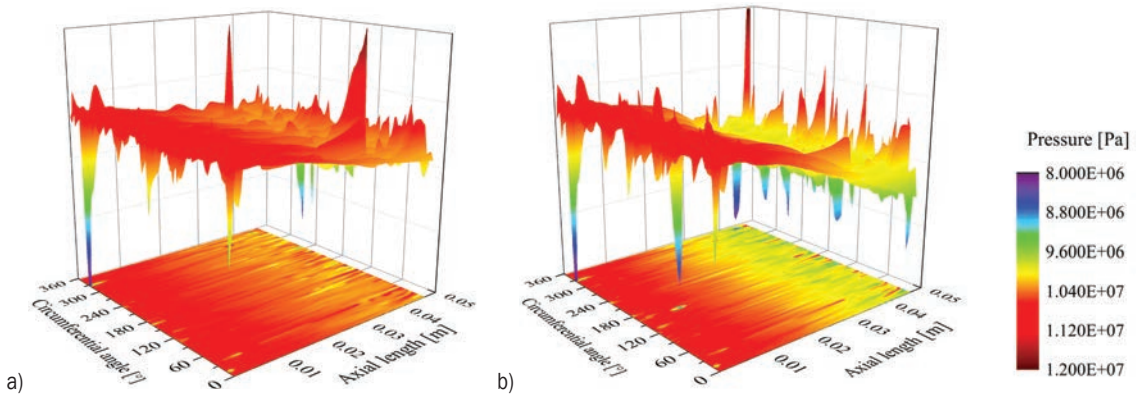 360
300
240
180
120
60
0
Circumferential angle [°]
0.01
0.02
0.03
0.04
0.05
Axial length [m]
a)
360
300
240
180
120
60
0
Circumferential angle [°]
0.01
0.02
0.03
0.04
0.05
Axial length [m]
b)
Pressure [Pa]
8.000E+06
8.800E+06
9.600E+06
1.040E+07
1.120E+07
1.200E+07